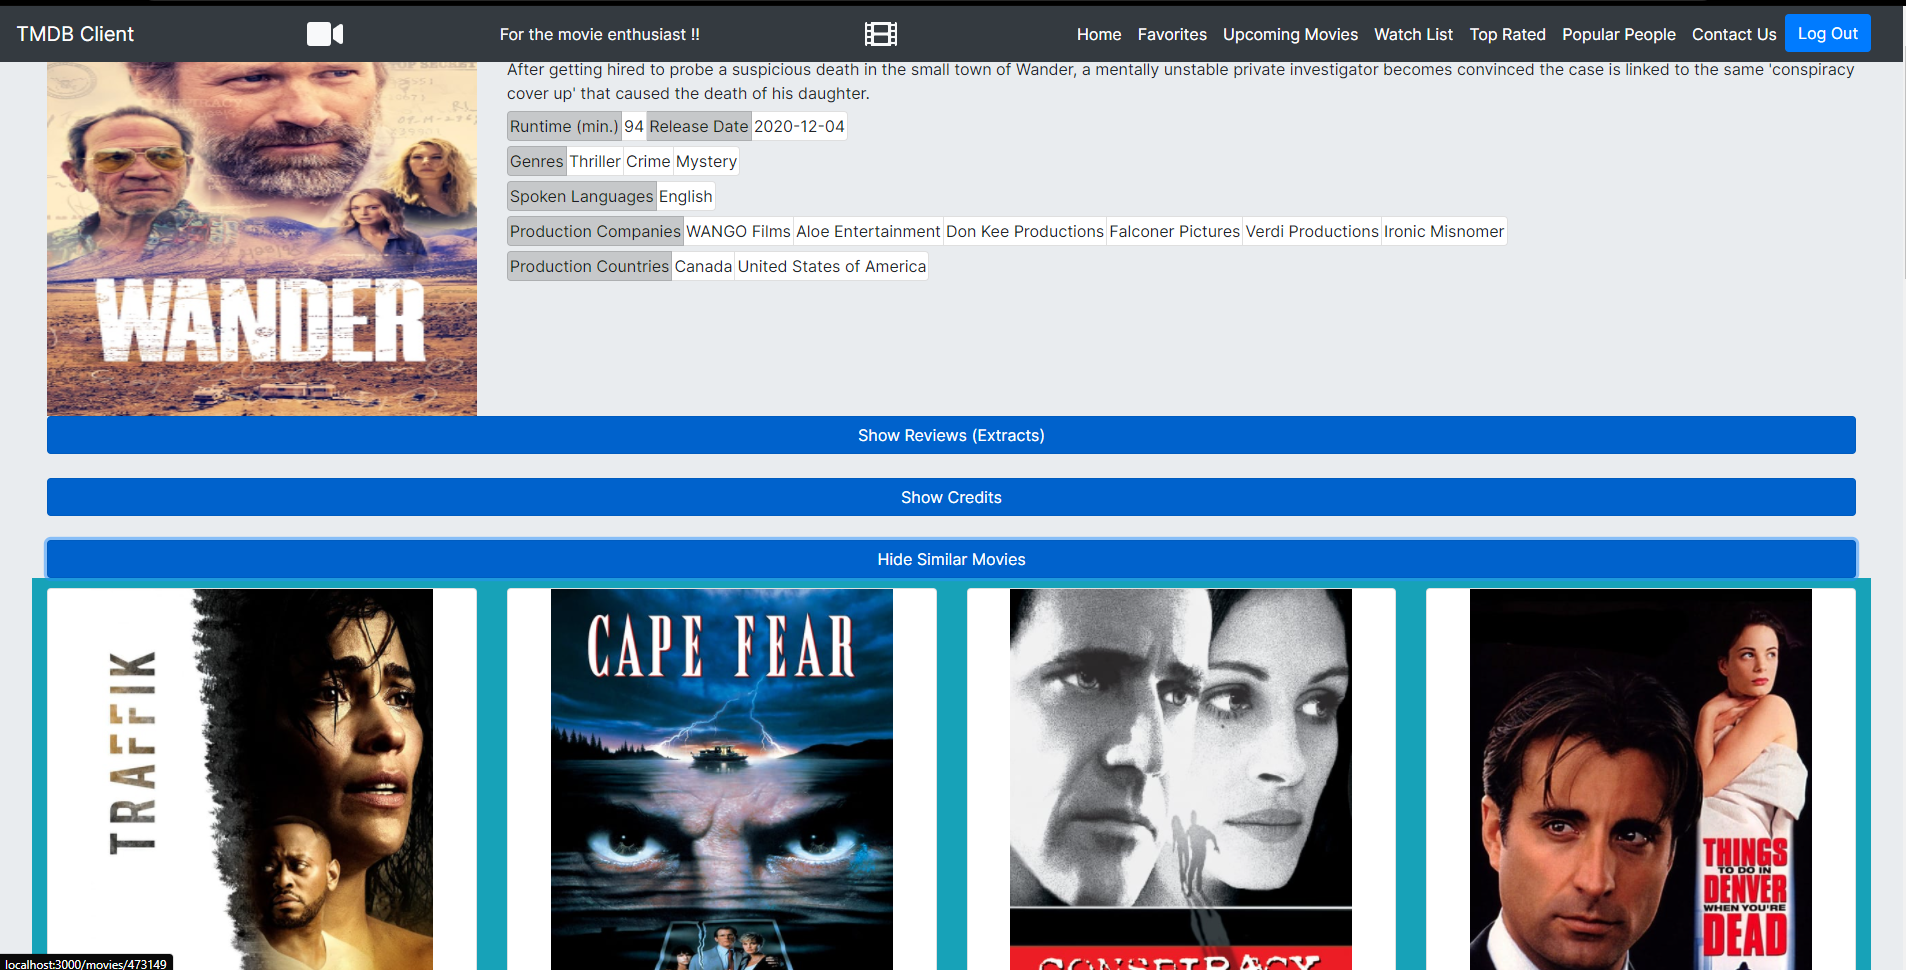 TMDB Client For the movie enthusiast !! Home Favorites Upcoming Movies Watch List Top Rated Popular People Contact Us Log Out
After getting hired to probe a suspicious death in the small town of Wander, a mentally unstable private investigator becomes convinced the case is linked to the same 'conspiracy
cover up' that caused the death of his daughter.
Runtime (min.) 94 Release Date 2020-12-04
Genres Thriller Crime Mystery
Spoken Languages English
Production Companies WANGO Films Aloe Entertainment Don Kee Productions Falconer Pictures Verdi Productions Ironic Misnomer
Production Countries Canada United States of America
WANDER
Show Reviews (Extracts)
Show Credits
Hide Similar Movies
TRAFFIK
CAPE FEAR
CONSPIRACY
THINGS
TO DO IN
DENVER
WHEN YOU'RE
DEAD
localhost:3000/movies/473149